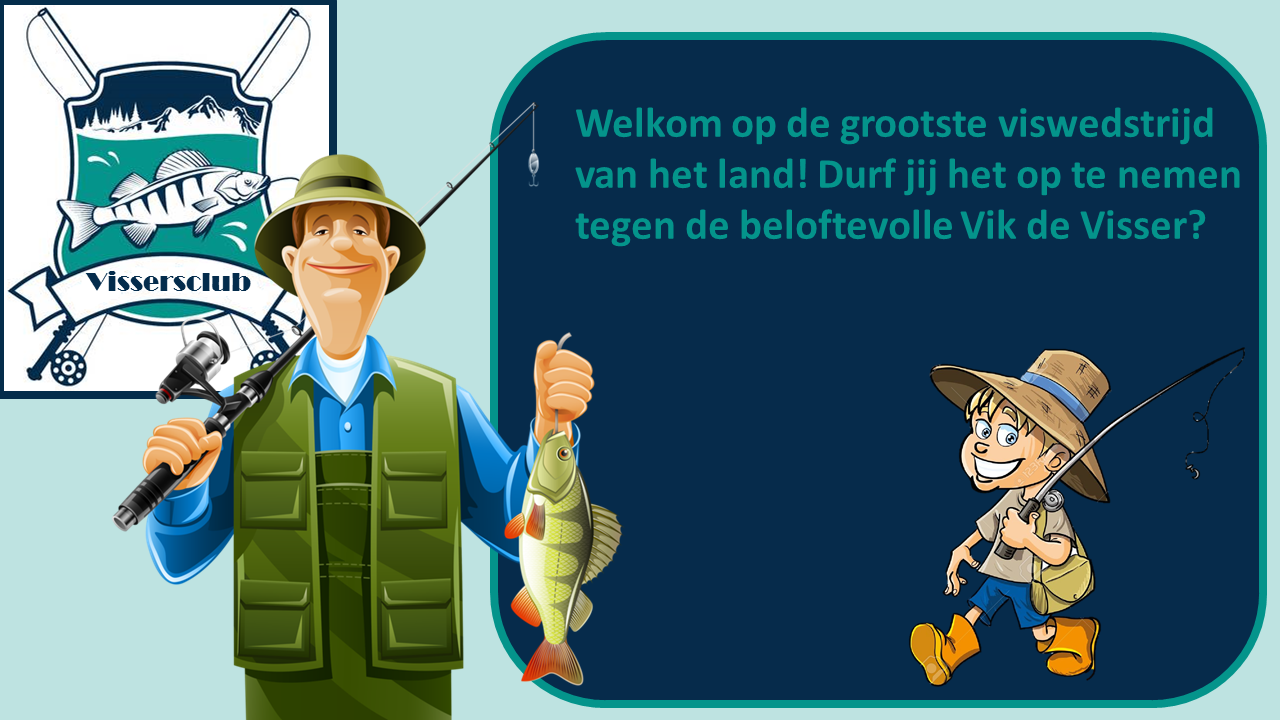 Vissersclub
Welkom op de grootste viswedstrijd
van het land! Durf jij het op te nemen
tegen de beloftevolle Vik de Visser?